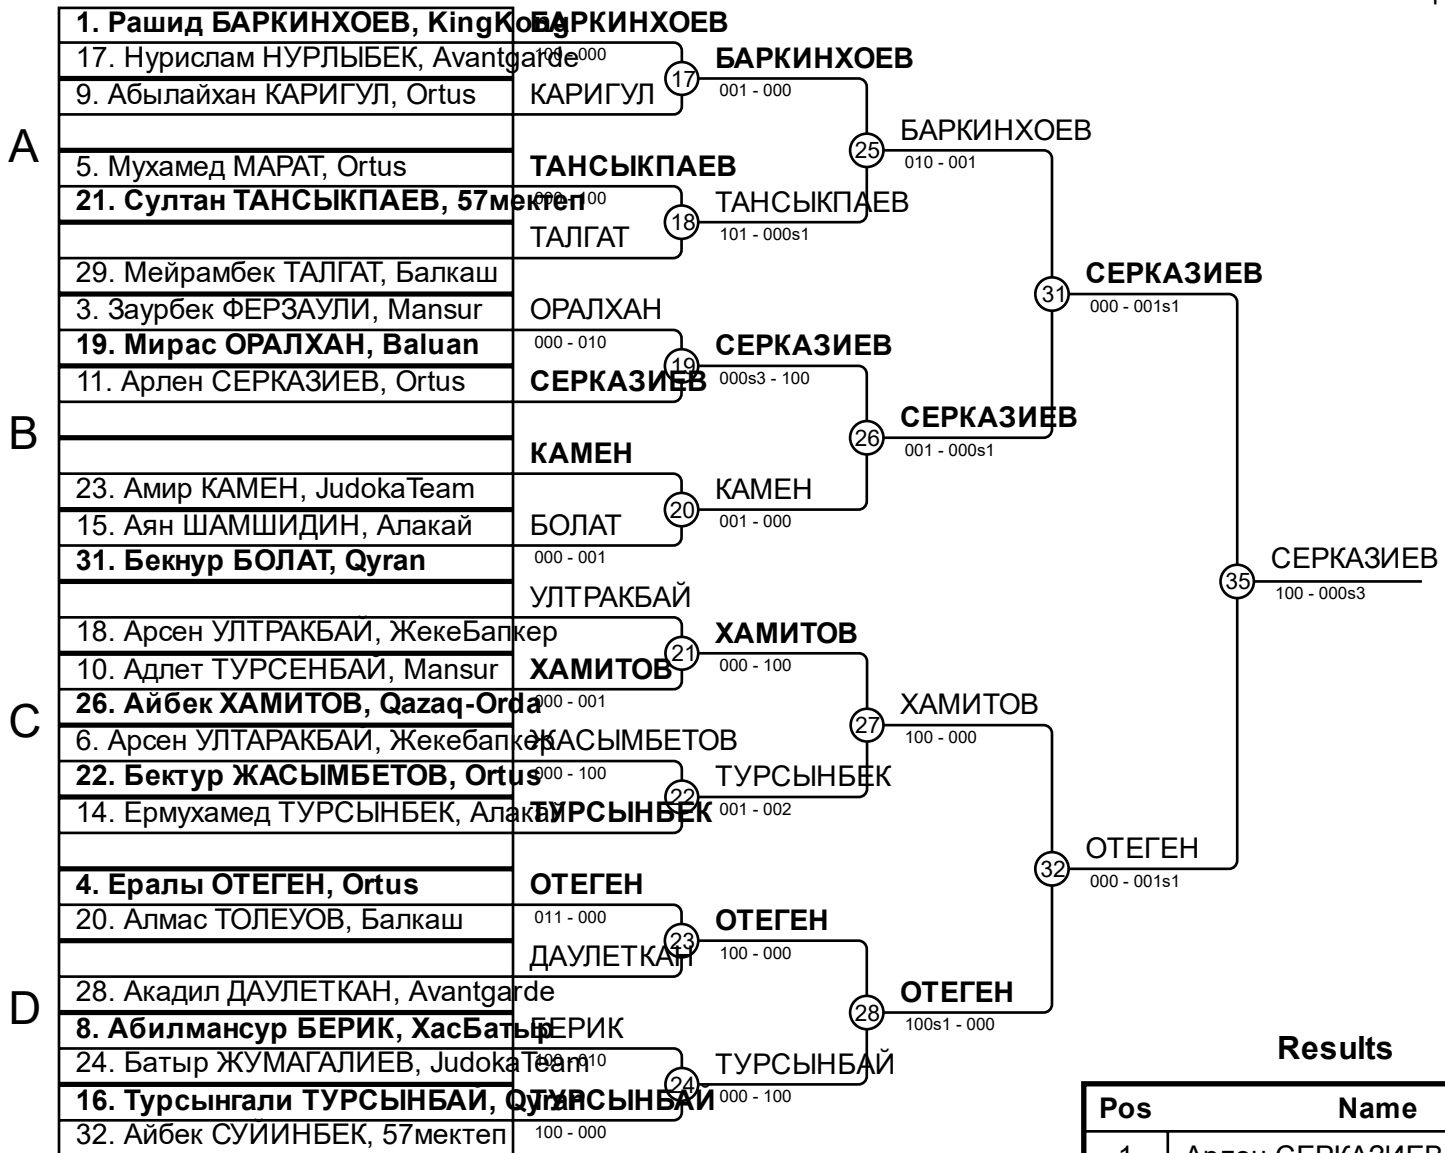 1. Рашид БАРКИНХОЕВ, KingKong
17. Нурислам НУРЛЫБЕК, Avantgarde
9. Абылайхан КАРИГУЛ, Ortus
A
5. Мухамед МАРАТ, Ortus
21. Султан ТАНСЫКПАЕВ, 57мектеп
29. Мейрамбек ТАЛГАТ, Балкаш
3. Заурбек ФЕРЗАУЛИ, Mansur
19. Мирас ОРАЛХАН, Baluan
11. Арлен СЕРКАЗИЕВ, Ortus
B
23. Амир КАМЕН, JudokaTeam
15. Аян ШАМШИДИН, Алакай
31. Бекнур БОЛАТ, Qyran
18. Арсен УЛТРАКБАЙ, ЖекеБапкер
10. Адлет ТУРСЕНБАЙ, Mansur
26. Айбек ХАМИТОВ, Qazaq-Orda
C
6. Арсен УЛТАРАКБАЙ, Жекебапкер
22. Бектур ЖАСЫМБЕТОВ, Ortus
14. Ермухамед ТУРСЫНБЕК, Алакай
4. Ералы ОТЕГЕН, Ortus
20. Алмас ТОЛЕУОВ, Балкаш
28. Акадил ДАУЛЕТКАН, Avantgarde
D
8. Абилмансур БЕРИК, ХасБатыр
24. Батыр ЖУМАГАЛИЕВ, JudokaTeam
16. Турсынгали ТУРСЫНБАЙ, Qyran
32. Айбек СУЙИНБЕК, 57мектеп
БАРКИНХОЕВ
100 - 000
17
КАРИГУЛ
ТАНСЫКПАЕВ
000 - 100
18
ТАЛГАТ
ОРАЛХАН
000 - 010
19
СЕРКАЗИЕВ
КАМЕН
20
БОЛАТ
000 - 001
УЛТРАКБАЙ
21
ХАМИТОВ
000 - 001
ЖАСЫМБЕТОВ
000 - 100
22
ТУРСЫНБЕК
ОТЕГЕН
011 - 000
23
ДАУЛЕТКАН
БЕРИК
100 - 010
24
ТУРСЫНБАЙ
100 - 000
БАРКИНХОЕВ
001 - 000
25
ТАНСЫКПАЕВ
101 - 000s1
СЕРКАЗИЕВ
000s3 - 100
26
КАМЕН
001 - 000
ХАМИТОВ
000 - 100
27
ТУРСЫНБЕК
001 - 002
ОТЕГЕН
100 - 000
28
ТУРСЫНБАЙ
000 - 100
БАРКИНХОЕВ
010 - 001
31
СЕРКАЗИЕВ
001 - 000s1
ХАМИТОВ
100 - 000
32
ОТЕГЕН
100s1 - 000
СЕРКАЗИЕВ
000 - 001s1
35
ОТЕГЕН
000 - 001s1
СЕРКАЗИЕВ
100 - 000s3
Results
Pos Name
1 Арлен СЕРКАЗИЕВ